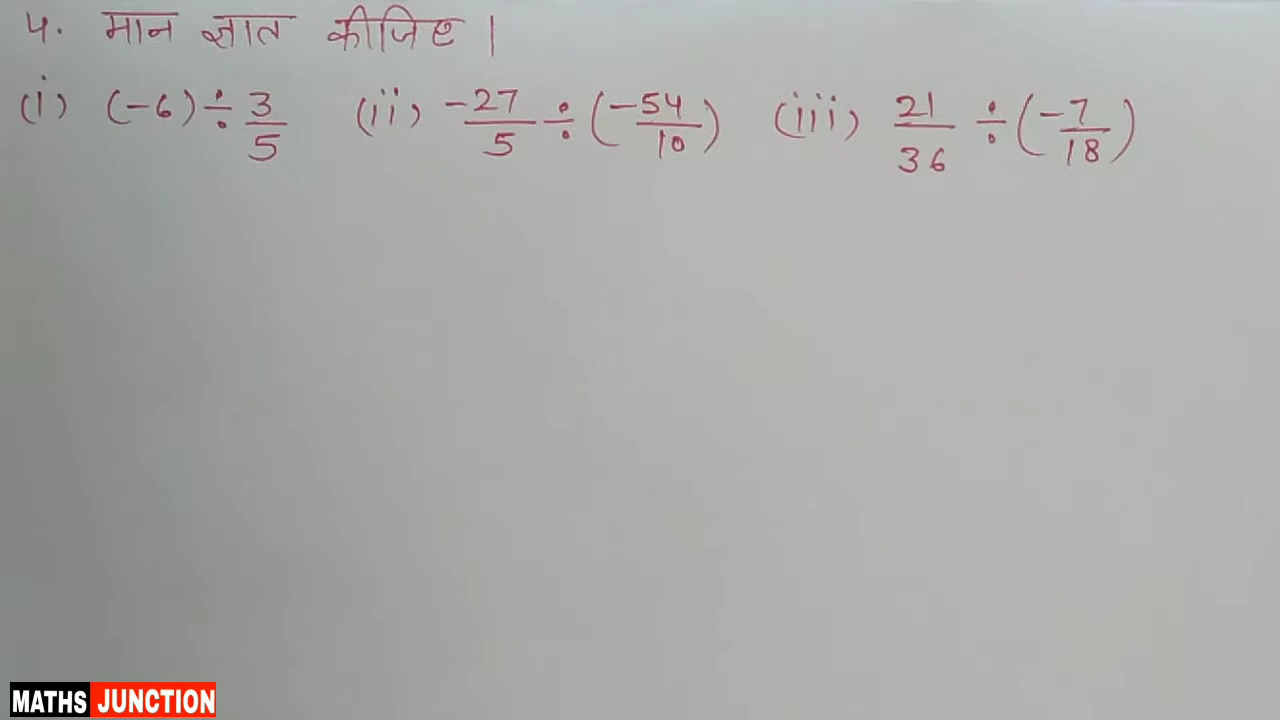 4. मान ज्ञात कीजिए |
(i) (-6) ÷ 3/5 (ii) -27/5 ÷ (-54/10) (iii) 21/36 ÷ (-7/18)
MATHS JUNCTION